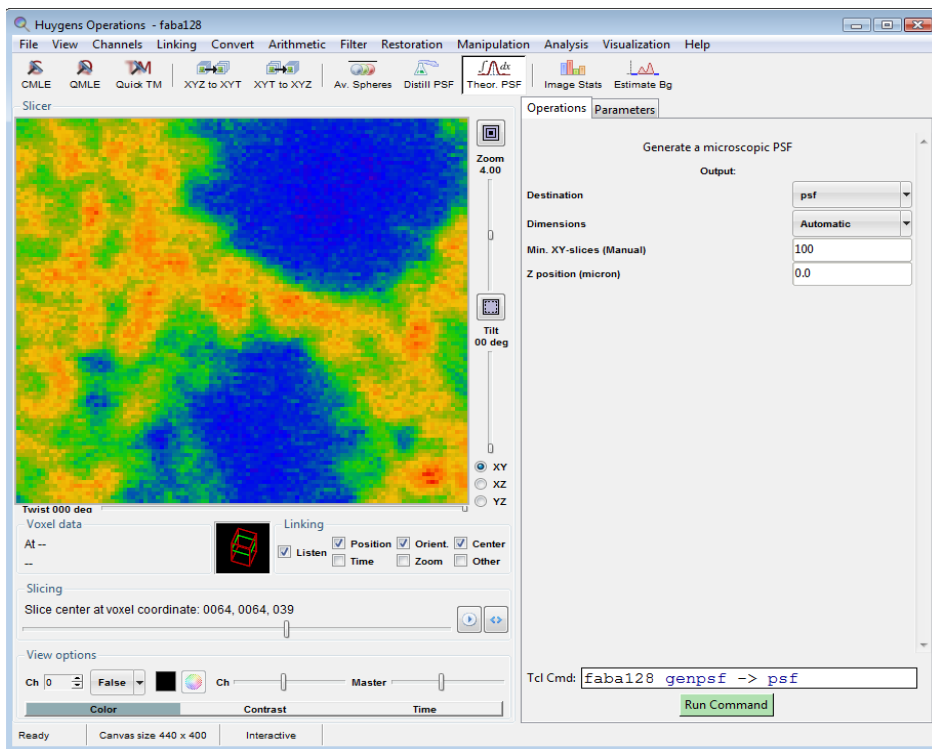 Huygens Operations - faba128
File View Channels Linking Convert Arithmetic Filter Restoration Manipulation Analysis Visualization Help
CMLE QMLE Quick TM XYZ to XYT XYT to XYZ Av. Spheres Distill PSF Theor. PSF Image Stats Estimate Bg
Slicer
Zoom
4.00
Tilt
00 deg
XY
XZ
YZ
Twist 000 deg
Voxel data
At --
--
Linking
Listen
Position Orient. Center
Time Zoom Other
Slicing
Slice center at voxel coordinate: 0064, 0064, 039
View options
Ch 0 False Ch Master
Color Contrast Time
Ready Canvas size 440 x 400 Interactive
Operations Parameters
Generate a microscopic PSF
Output:
Destination psf
Dimensions Automatic
Min. XY-slices (Manual) 100
Z position (micron) 0.0
Tcl Cmd: faba128 genpsf -> psf
Run Command